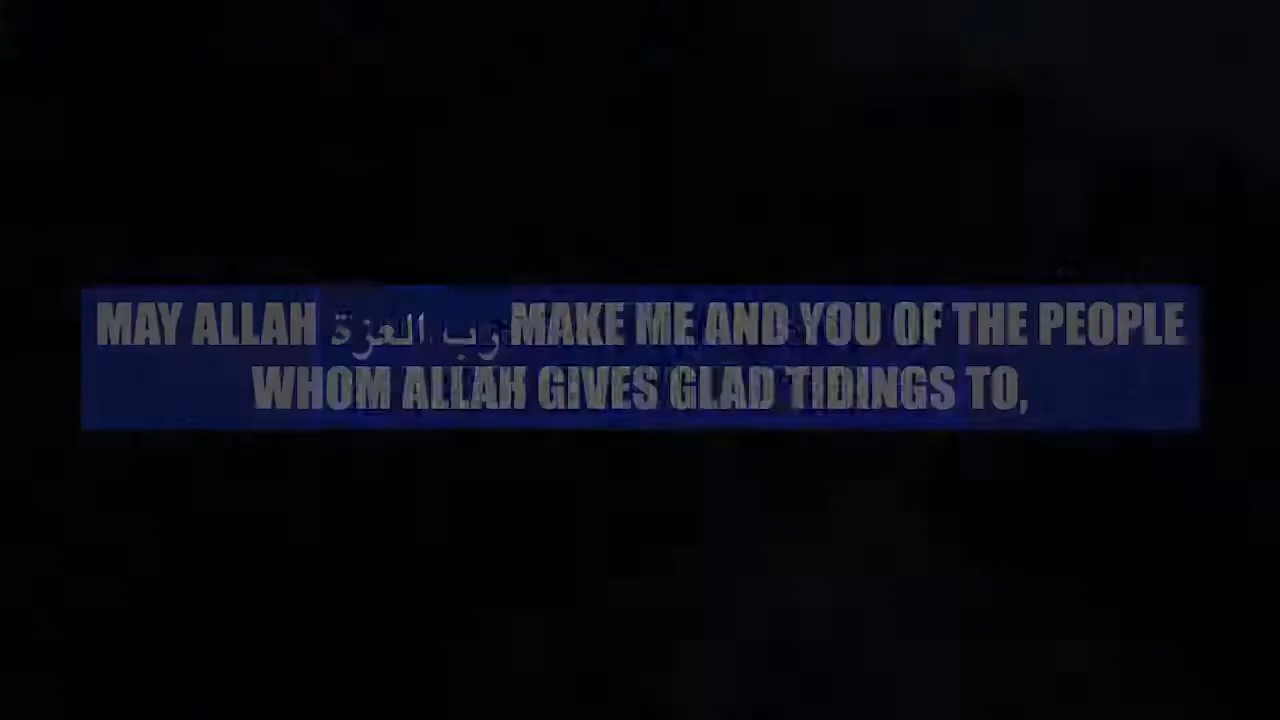 MAY ALLAH رب العزة MAKE ME AND YOU OF THE PEOPLE
WHOM ALLAH GIVES GLAD TIDINGS TO,